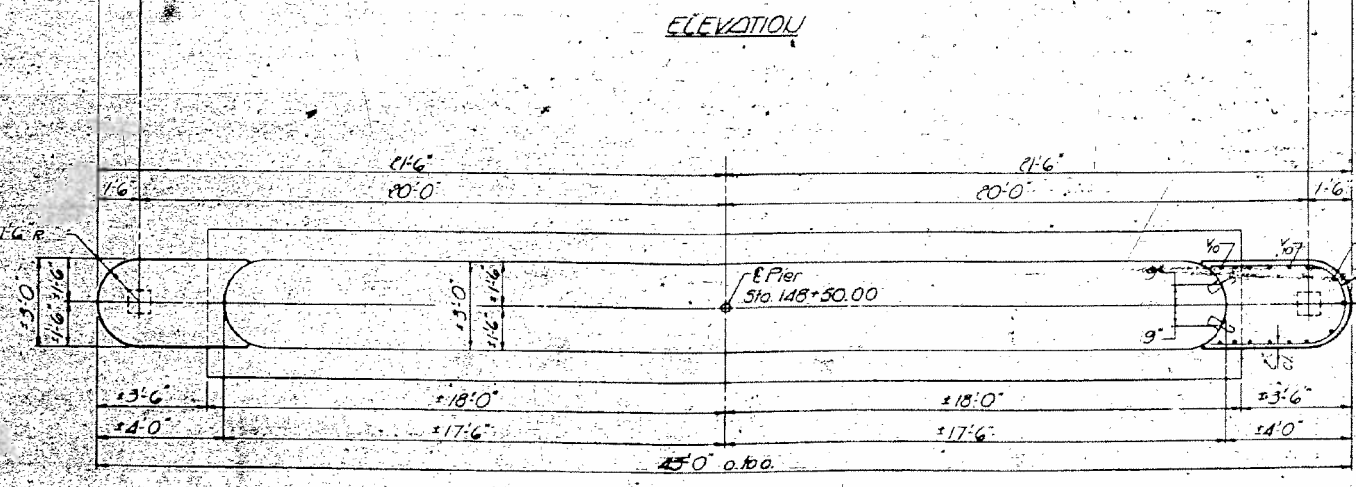 ELEVATION
21'-6" 21'-6"
1'-6 20'-0" 20'-0" 1'-6
1'-6 R.
℄ Pier
Sta. 148+50.00
±3'-0" ±1'-6" ±1'-6"
±3'-0" ±1'-6" ±1'-6"
9"
9"
±3'-6" ±18'-0" ±18'-0" ±3'-6"
±4'-0" ±17'-6" ±17'-6" ±4'-0"
43'-0" o. to o.